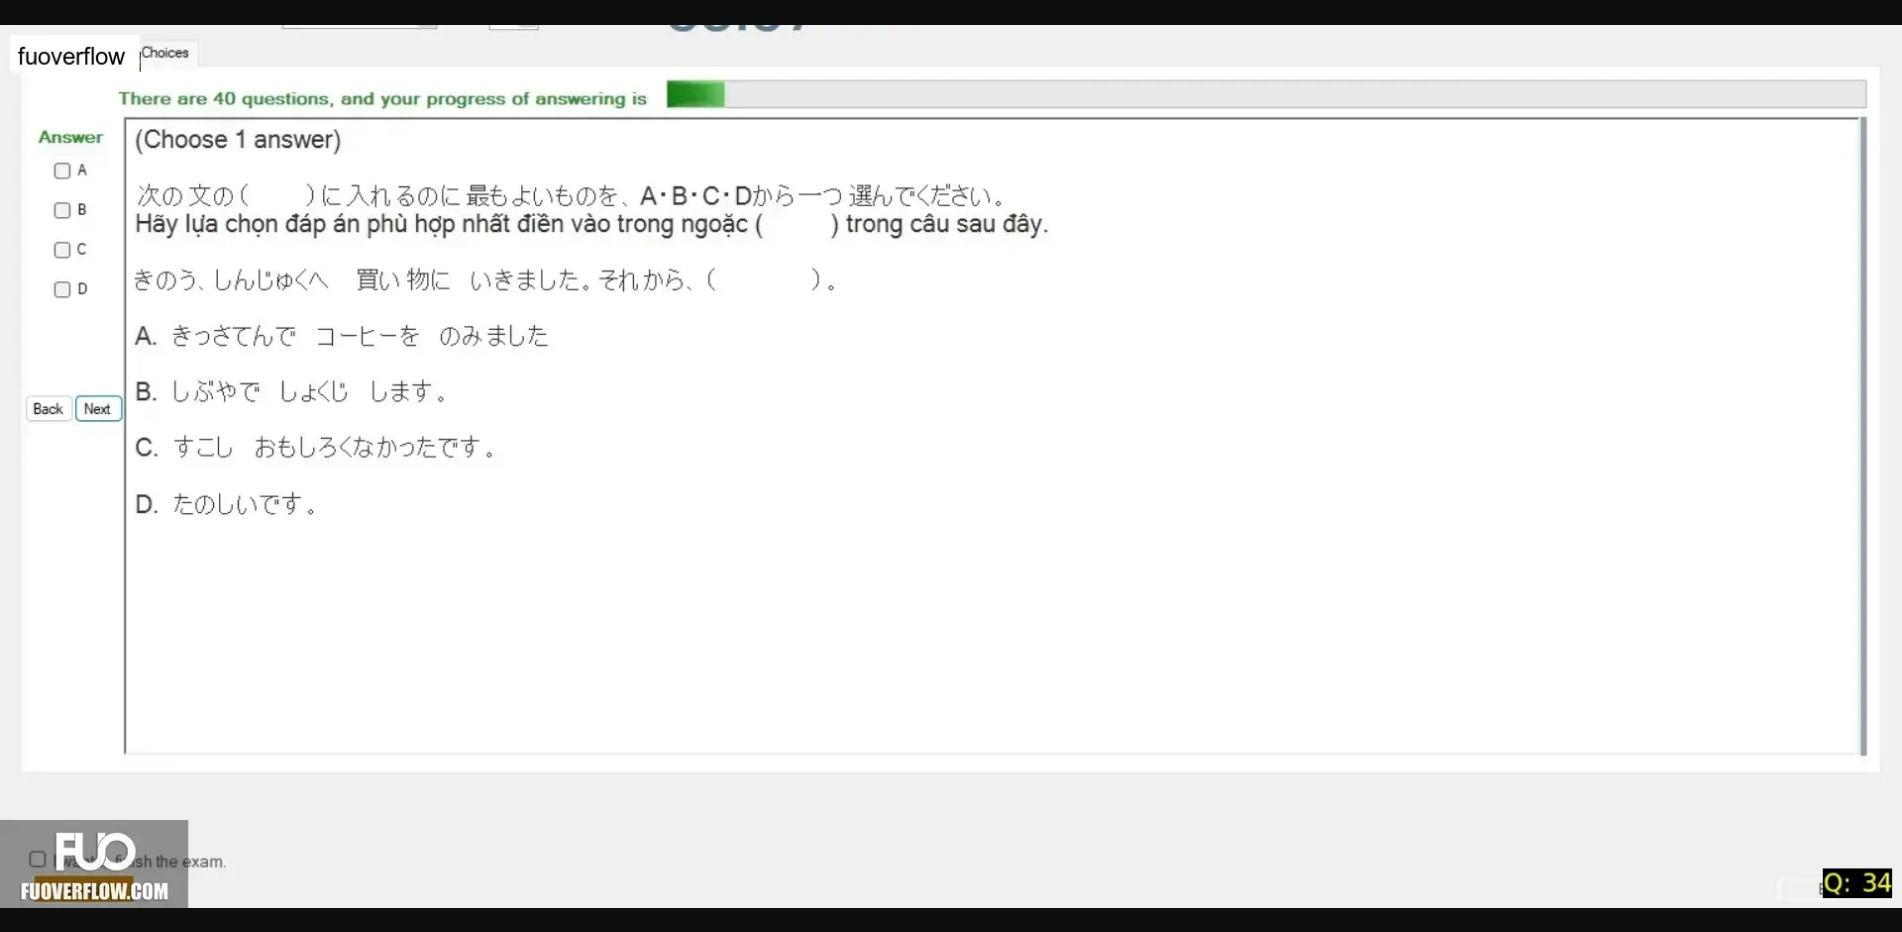 fuoverflow
Choices
There are 40 questions, and your progress of answering is
Answer
A
B
C
D
Back
Next
(Choose 1 answer)
次の文の(　　)に入れるのに最もよいものを、A・B・C・Dから一つ選んでください。
Hãy lựa chọn đáp án phù hợp nhất điền vào trong ngoặc (　　) trong câu sau đây.
きのう、しんじゅくへ　買い物に　いきました。それから、(　　　　)。
A. きっさてんで　コーヒーを　のみました
B. しぶやで　しょくじ　します。
C. すこし　おもしろくなかったです。
D. たのしいです。
FUO
the exam.
FUOVERFLOW.COM
Q: 34